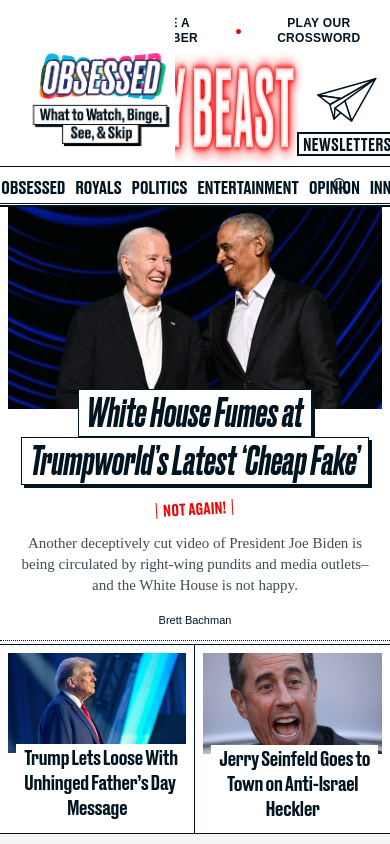 E A
BER
PLAY OUR
CROSSWORD
OBSESSED
What to Watch, Binge,
See, & Skip
Y BEAST
NEWSLETTERS
OBSESSED ROYALS POLITICS ENTERTAINMENT OPINION INN
White House Fumes at
Trumpworld's Latest ‘Cheap Fake’
NOT AGAIN!
Another deceptively cut video of President Joe Biden is
being circulated by right-wing pundits and media outlets–
and the White House is not happy.
Brett Bachman
Trump Lets Loose With
Unhinged Father’s Day
Message
Jerry Seinfeld Goes to
Town on Anti-Israel
Heckler